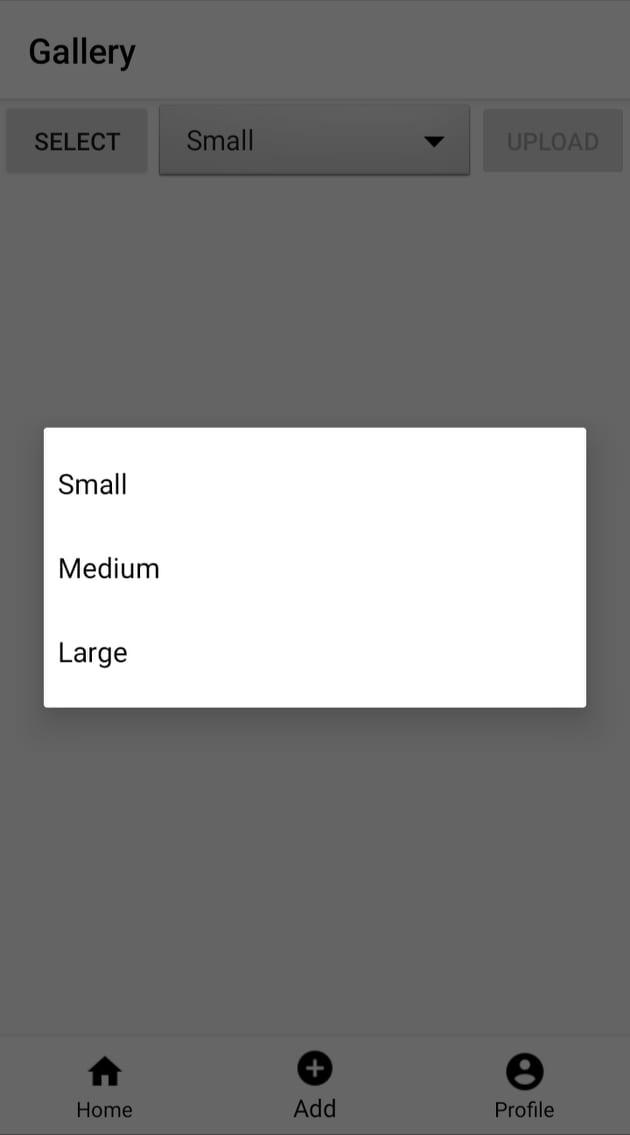 Gallery
SELECT Small UPLOAD
Small
Medium
Large
Home Add Profile